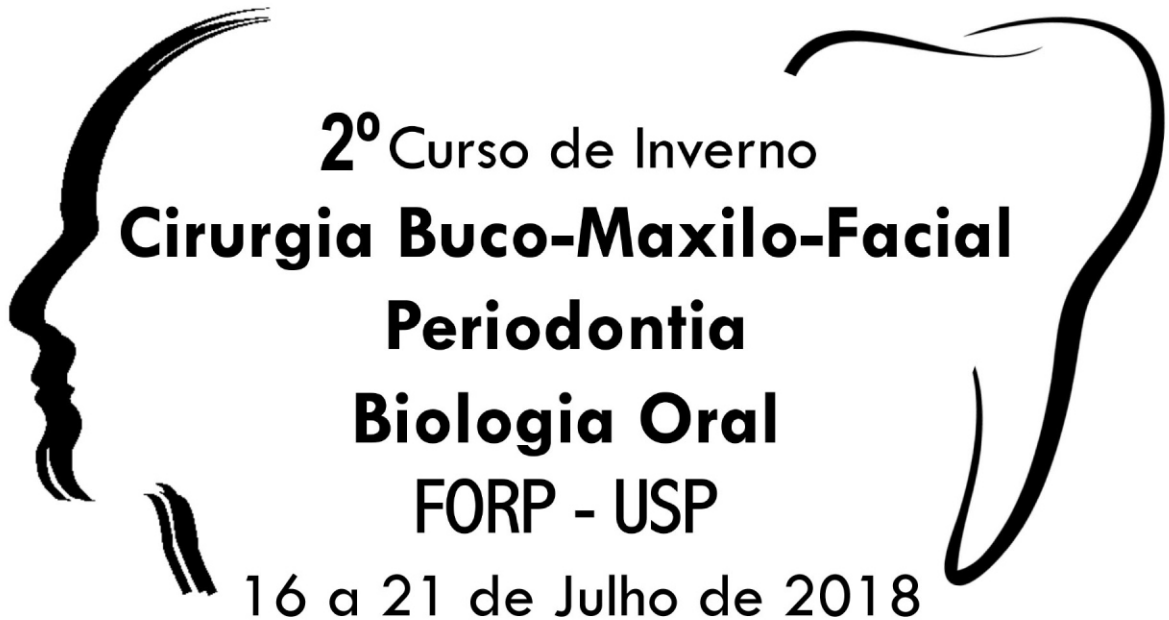 2º Curso de Inverno
Cirurgia Buco-Maxilo-Facial
Periodontia
Biologia Oral
FORP - USP
16 a 21 de Julho de 2018